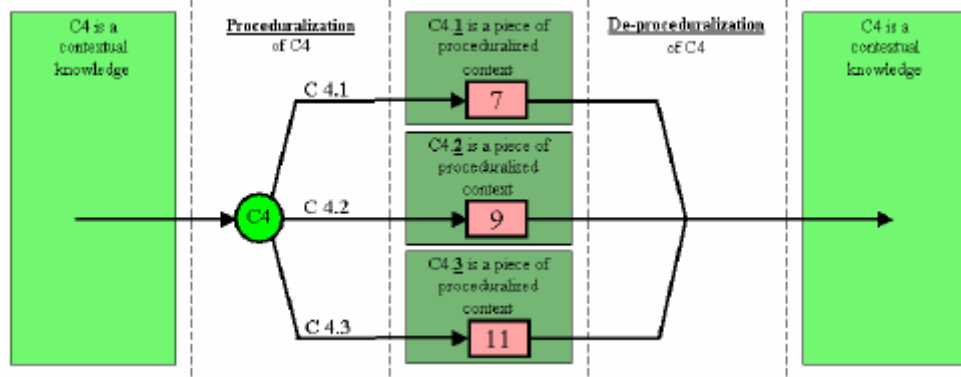 C4 is a
contextual
knowledge
Proceduralization
of C4
C4
C 4.1
C 4.2
C 4.3
C4.1 is a piece of
proceduralized
context
7
C4.2 is a piece of
proceduralized
context
9
C4.3 is a piece of
proceduralized
context
11
De-proceduralization
of C4
C4 is a
contextual
knowledge